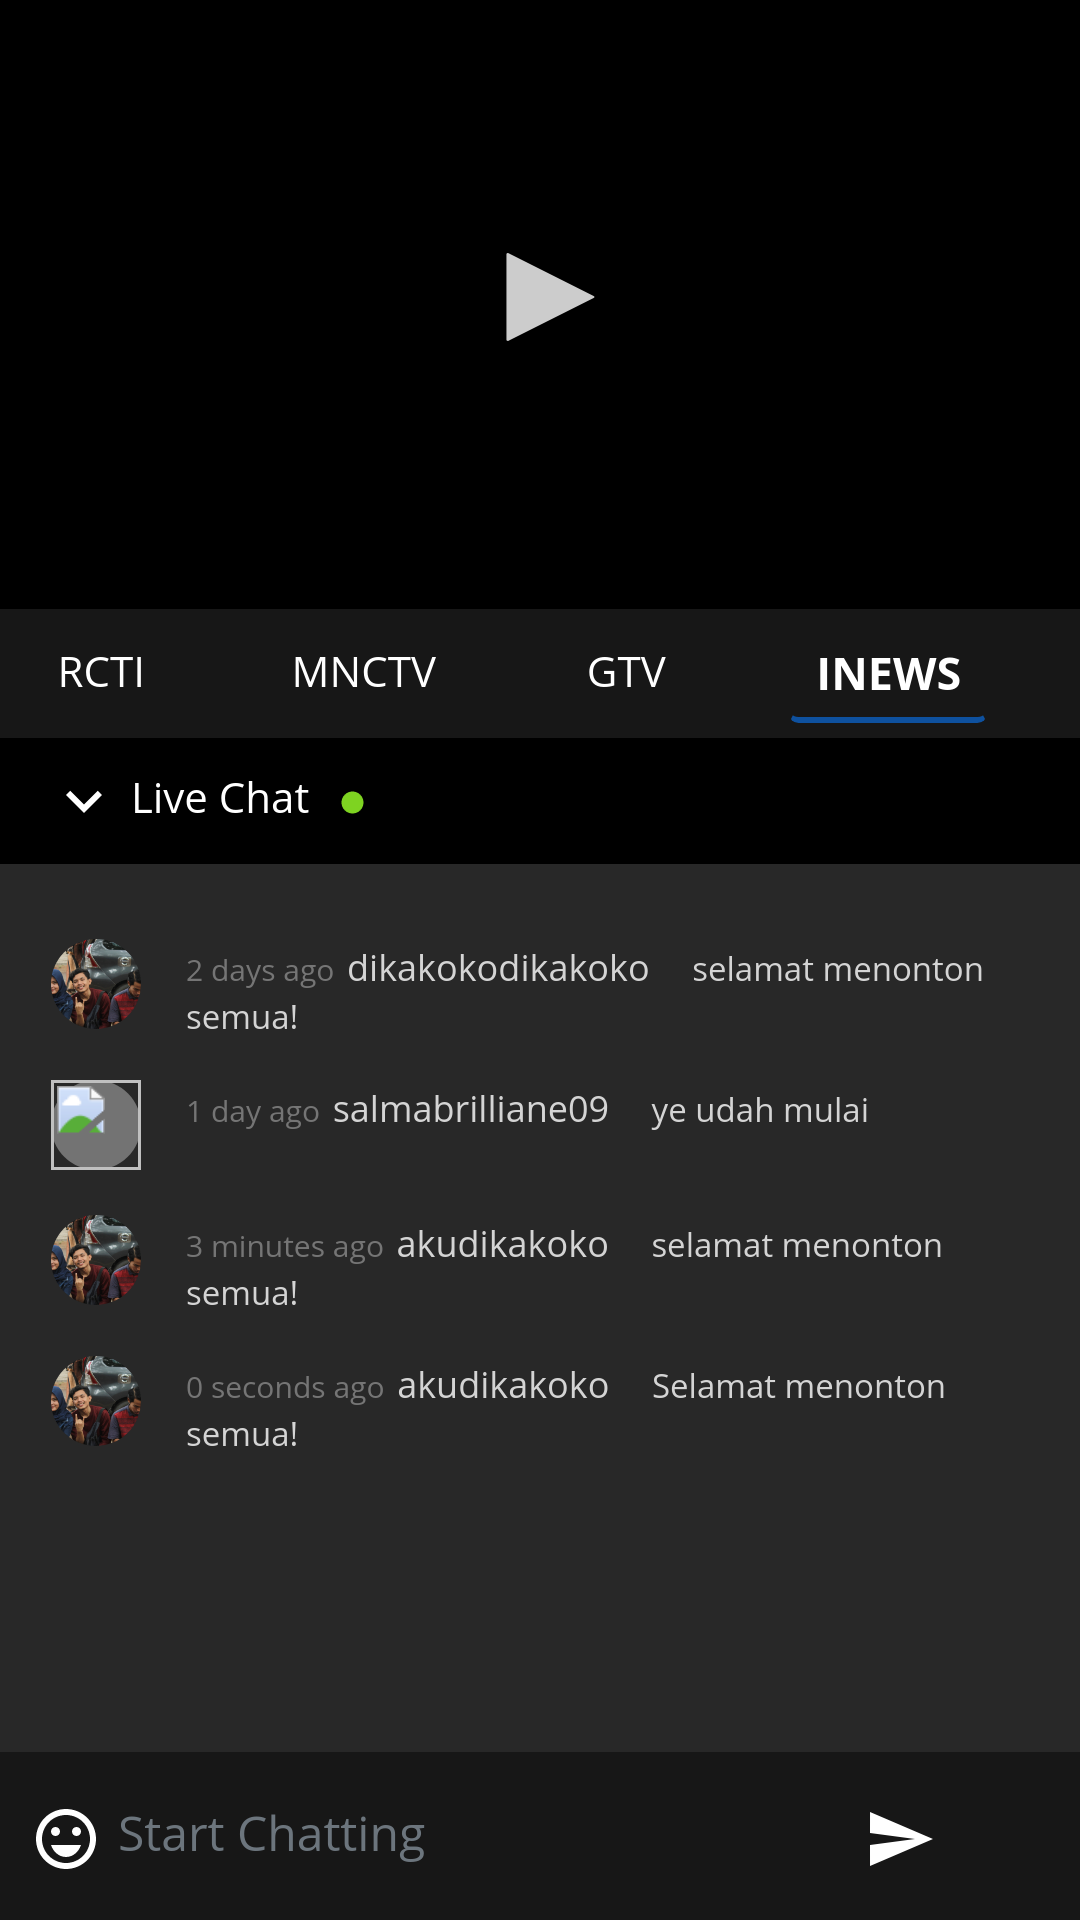 RCTI MNCTV GTV INEWS
Live Chat
2 days ago dikakokodikakoko selamat menonton
semua!
1 day ago salmabrilliane09 ye udah mulai
3 minutes ago akudikakoko selamat menonton
semua!
0 seconds ago akudikakoko Selamat menonton
semua!
Start Chatting